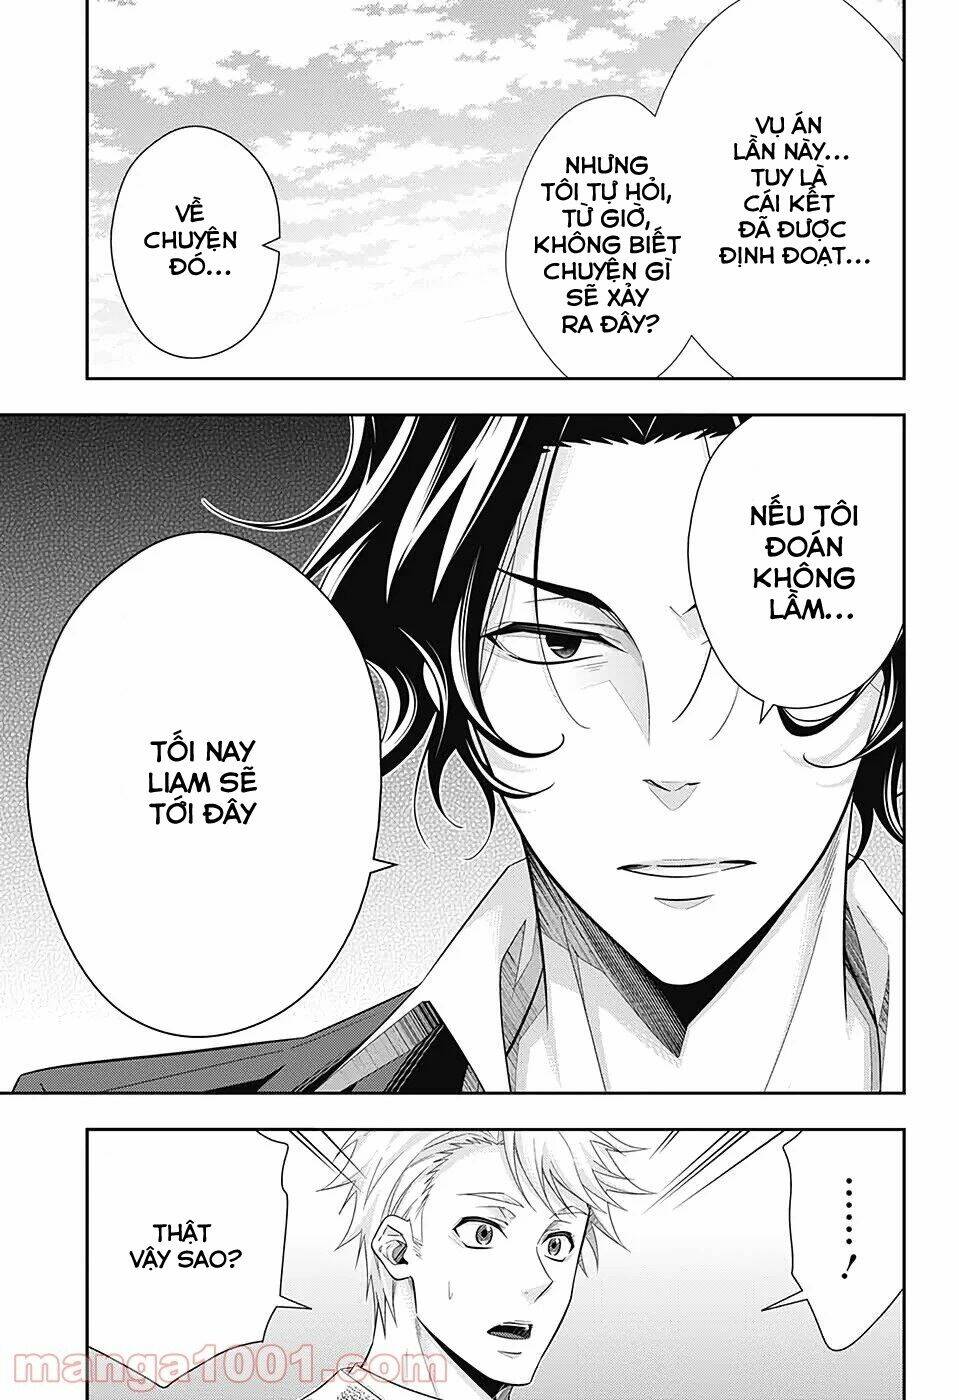 VỤ ÁN
LẦN NÀY...
TUY LÀ
CÁI KẾT
ĐÃ ĐƯỢC
ĐỊNH ĐOẠT...
NHƯNG
TÔI TỰ HỎI,
TỪ GIỜ,
KHÔNG BIẾT
CHUYỆN GÌ
SẼ XẢY
RA ĐÂY?
VỀ
CHUYỆN
ĐÓ...
NẾU TÔI
ĐOÁN
KHÔNG
LẦM...
TỐI NAY
LIAM SẼ
TỚI ĐÂY
......!
THẬT
VẬY SAO?
manga1001.com